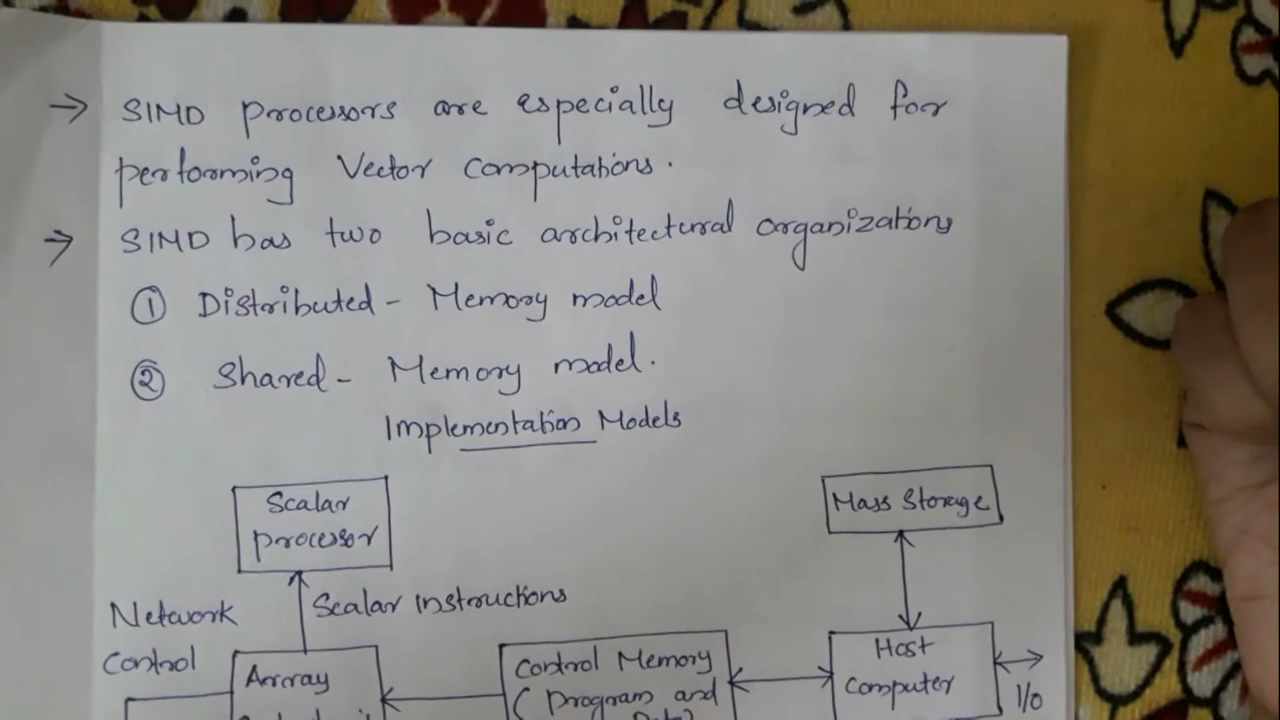 → SIMD processors are especially designed for
performing Vector Computations.
→ SIMD has two basic architectural organizations
① Distributed - Memory model
② Shared - Memory model.
Implementation Models
Scalar
processor
Mass Storage
Scalar Instructions
Network
Control
Array
Control Memory
(Program and
Host
Computer
I/O